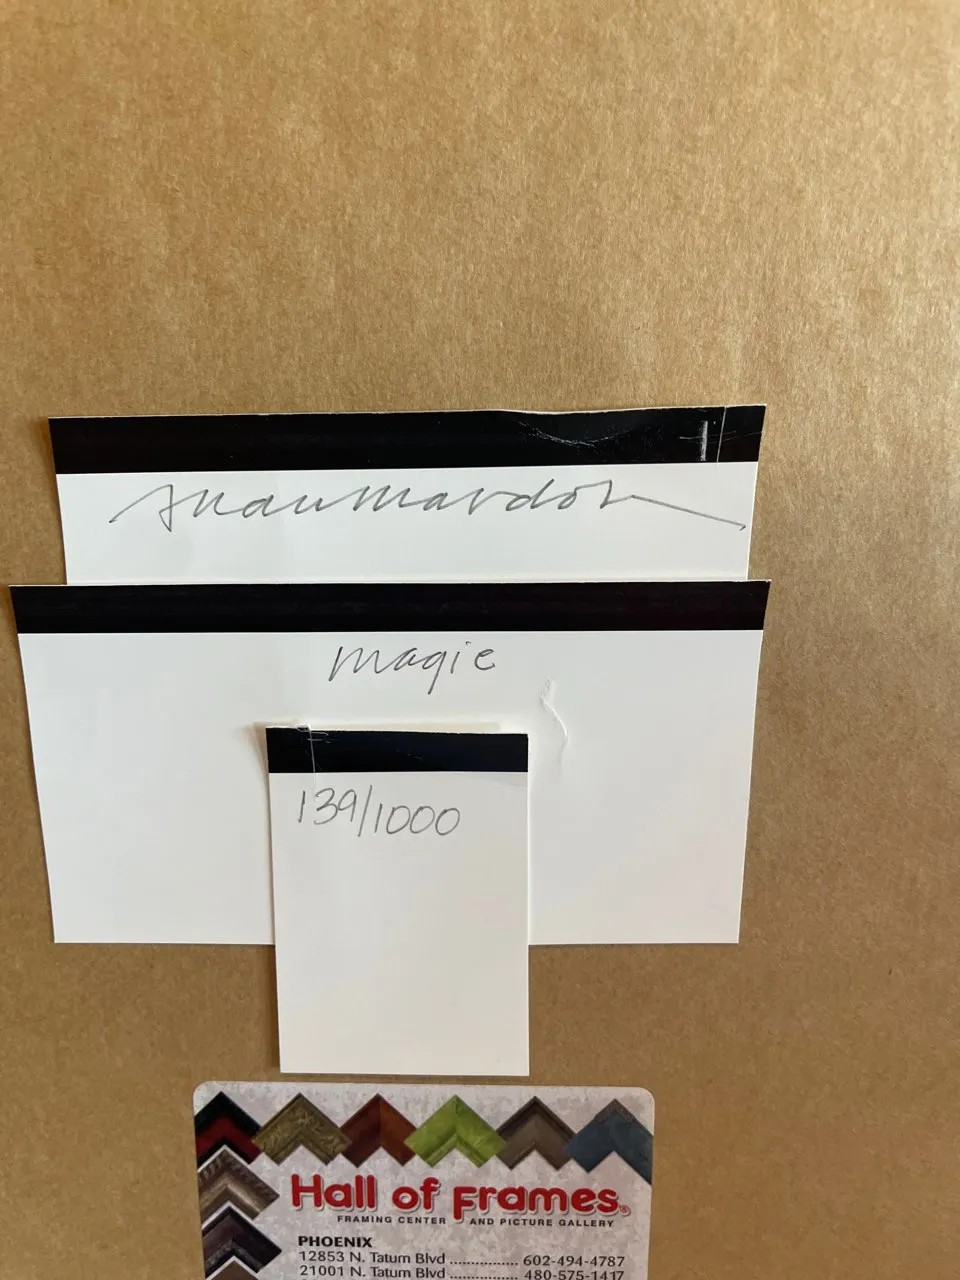 magie
139/1000
Hall of Frames®
FRAMING CENTER AND PICTURE GALLERY
PHOENIX
12853 N. Tatum Blvd ................ 602-494-4787
21001 N. Tatum Blvd ................ 480-575-1417